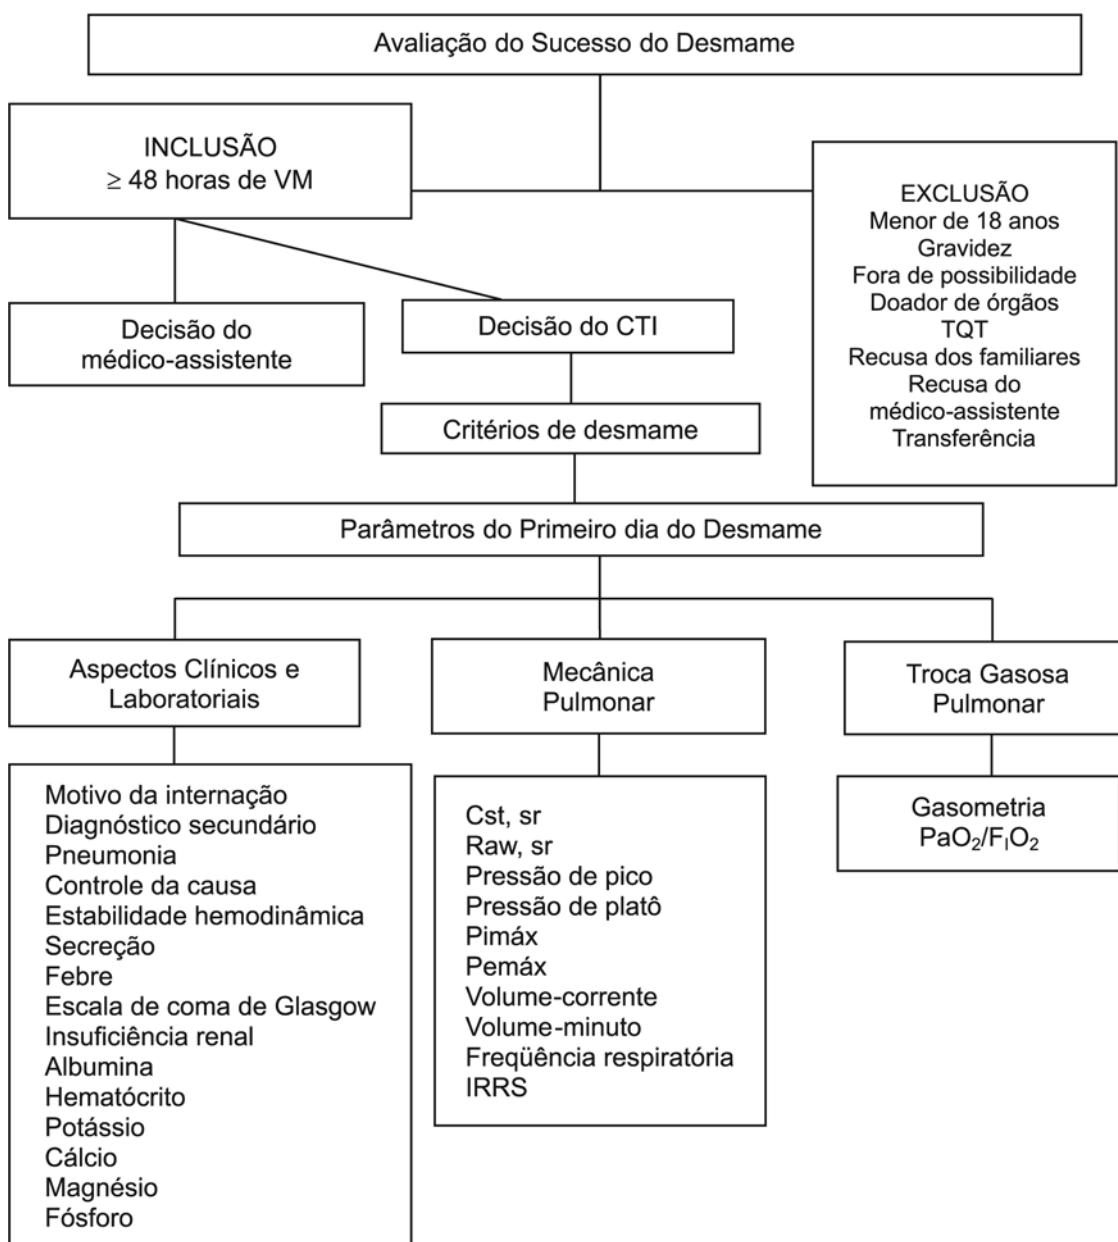 Avaliação do Sucesso do Desmame
INCLUSÃO
≥ 48 horas de VM
EXCLUSÃO
Menor de 18 anos
Gravidez
Fora de possibilidade
Doador de órgãos
TQT
Recusa dos familiares
Recusa do
médico-assistente
Transferência
Decisão do
médico-assistente
Decisão do CTI
Critérios de desmame
Parâmetros do Primeiro dia do Desmame
Aspectos Clínicos e
Laboratoriais
Mecânica
Pulmonar
Troca Gasosa
Pulmonar
Motivo da internação
Diagnóstico secundário
Pneumonia
Controle da causa
Estabilidade hemodinâmica
Secreção
Febre
Escala de coma de Glasgow
Insuficiência renal
Albumina
Hematócrito
Potássio
Cálcio
Magnésio
Fósforo
Cst, sr
Raw, sr
Pressão de pico
Pressão de platô
Pimáx
Pemáx
Volume-corrente
Volume-minuto
Freqüência respiratória
IRRS
Gasometria
PaO₂/FIO₂